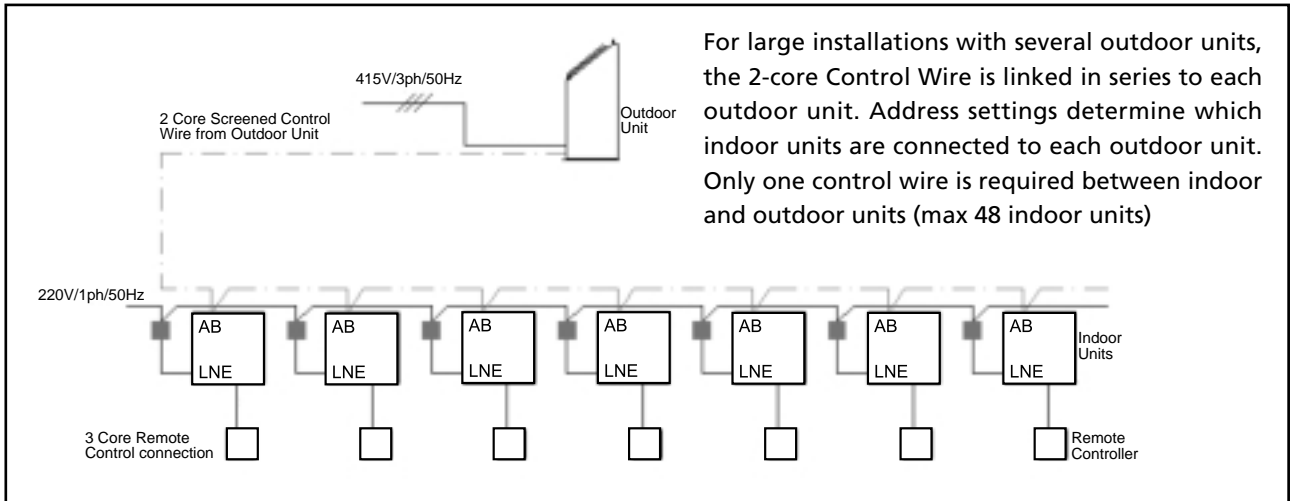 For large installations with several outdoor units,
the 2-core Control Wire is linked in series to each
outdoor unit. Address settings determine which
indoor units are connected to each outdoor unit.
Only one control wire is required between indoor
and outdoor units (max 48 indoor units)
415V/3ph/50Hz
Outdoor
Unit
2 Core Screened Control
Wire from Outdoor Unit
220V/1ph/50Hz
AB
AB
AB
AB
AB
AB
AB
Indoor
Units
LNE
LNE
LNE
LNE
LNE
LNE
LNE
3 Core Remote
Control connection
Remote
Controller